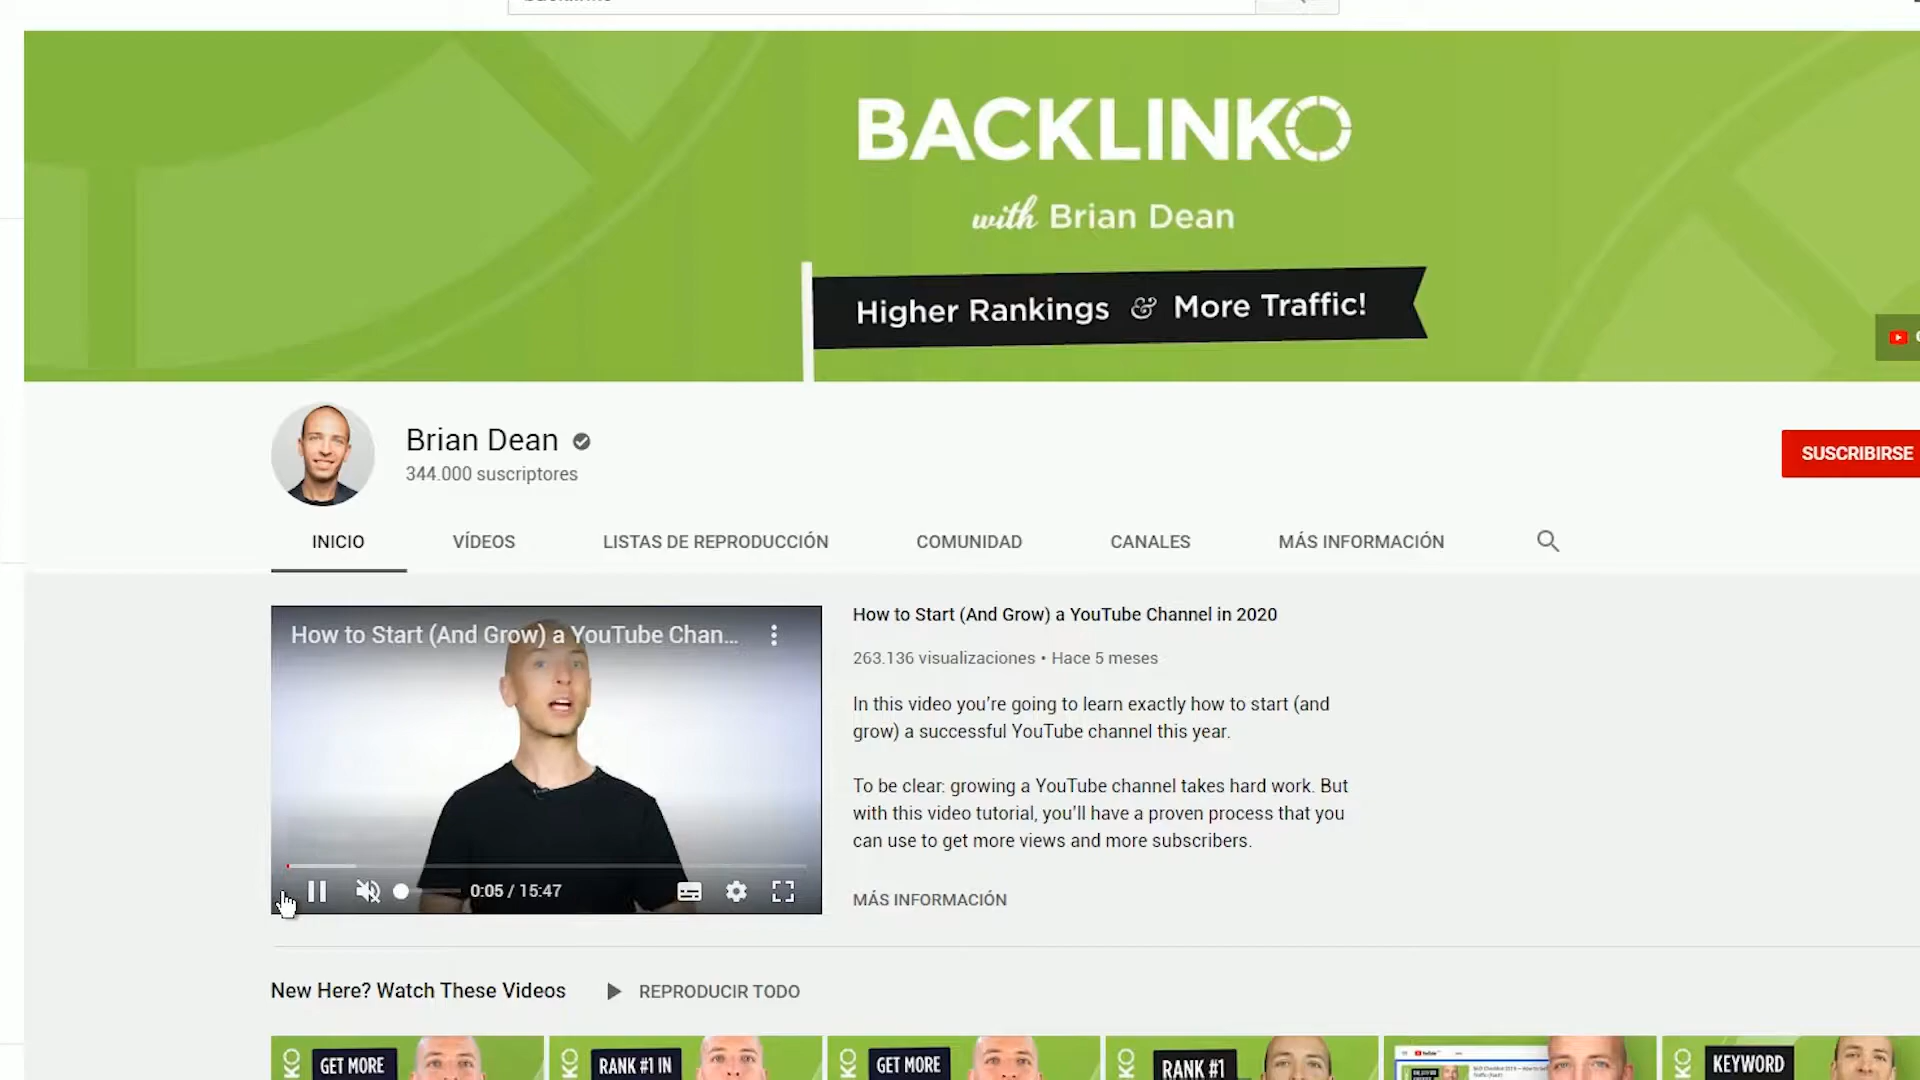 BACKLINKO
with Brian Dean
Higher Rankings & More Traffic!
Brian Dean
344.000 suscriptores
SUSCRIBIRSE
INICIO
VÍDEOS
LISTAS DE REPRODUCCIÓN
COMUNIDAD
CANALES
MÁS INFORMACIÓN
How to Start (And Grow) a YouTube Chan...
0:05 / 15:47
How to Start (And Grow) a YouTube Channel in 2020
263.136 visualizaciones • Hace 5 meses
In this video you're going to learn exactly how to start (and
grow) a successful YouTube channel this year.
To be clear: growing a YouTube channel takes hard work. But
with this video tutorial, you'll have a proven process that you
can use to get more views and more subscribers.
MÁS INFORMACIÓN
New Here? Watch These Videos
REPRODUCIR TODO
KO
GET MORE
KO
RANK #1 IN
KO
GET MORE
KO
RANK #1
YouTube
KO
KEYWORD